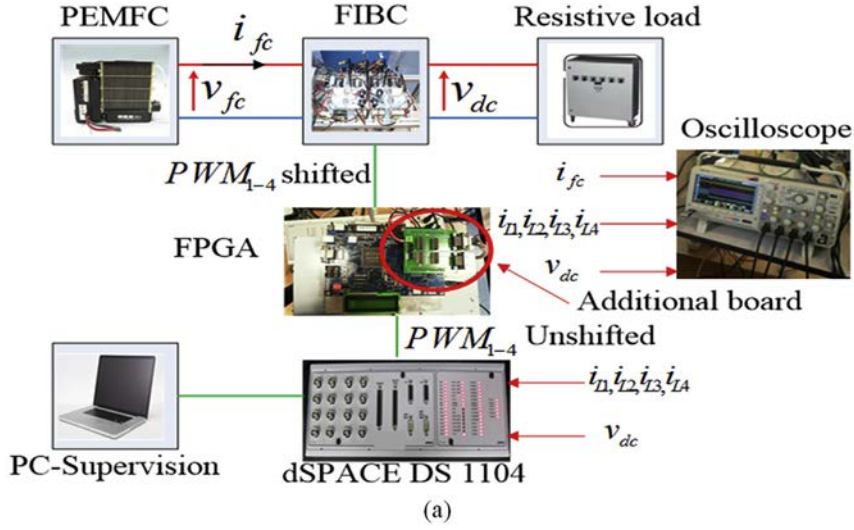 PEMFC
FIBC
Resistive load
i_fc
v_fc
v_dc
Oscilloscope
PWM_1-4 shifted
i_fc
FPGA
i_L1, i_L2, i_L3, i_L4
v_dc
Additional board
PWM_1-4 Unshifted
i_L1, i_L2, i_L3, i_L4
v_dc
PC-Supervision
dSPACE DS 1104
(a)